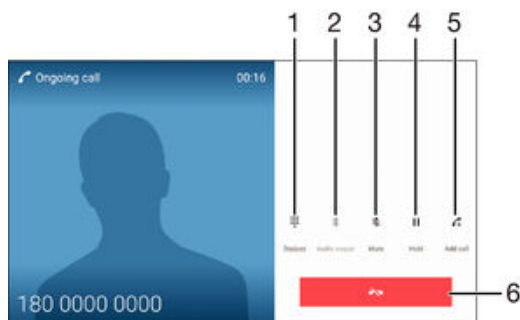 1 2 3 4 5
Ongoing call 00:16
Dialpad Audio output Mute Hold Add call
6
180 0000 0000